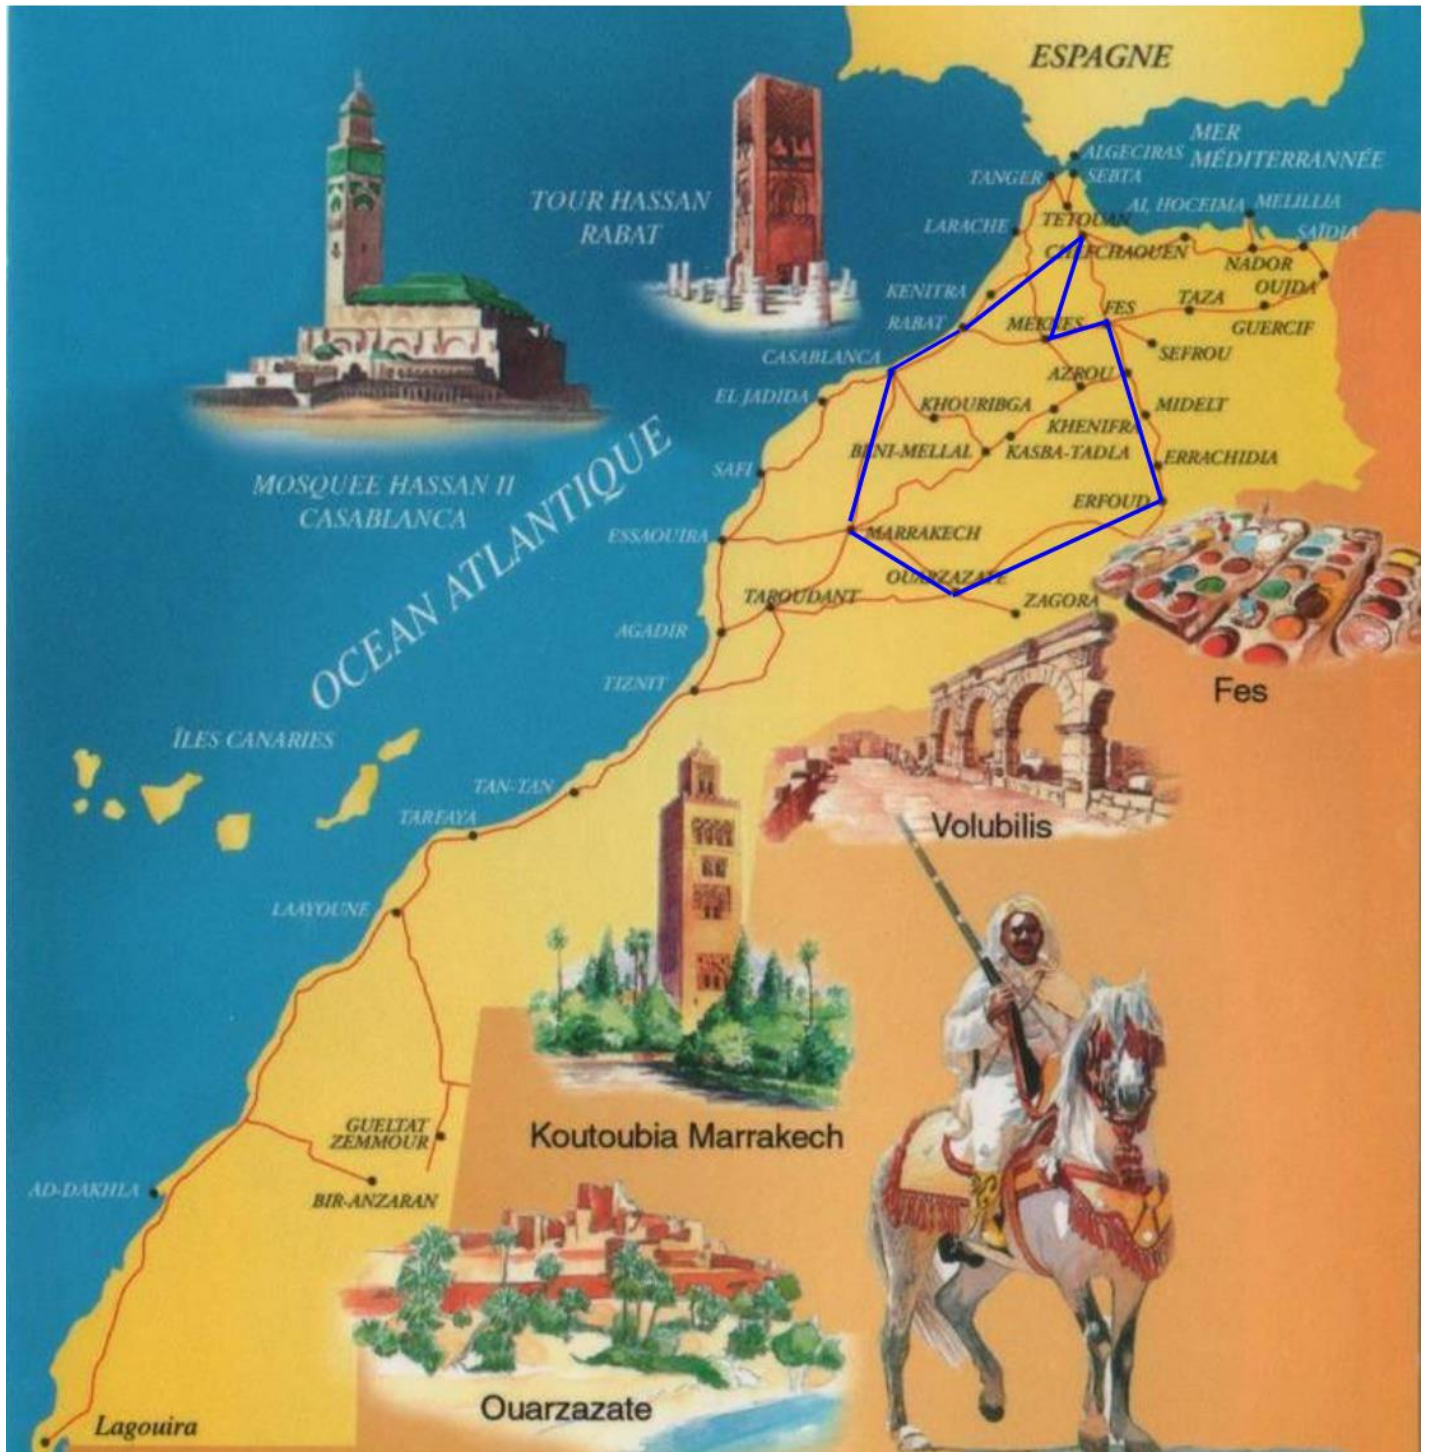 ESPAGNE
MER
MÉDITERRANNÉE
ALGECIRAS
TANGER
SEBTA
TETOUAN
AL HOCEIMA
MELILLIA
LARACHE
SAÏDIA
CHEFCHAOUEN
NADOR
OUJDA
KENITRA
RABAT
MEKNES
FES
TAZA
GUERCIF
SEFROU
CASABLANCA
AZROU
EL JADIDA
KHOURIBGA
MIDELT
KHENIFRA
BENI-MELLAL
KASBA-TADLA
ERRACHIDIA
SAFI
ERFOUD
ESSAOUIRA
MARRAKECH
OUARZAZATE
TAROUDANT
ZAGORA
AGADIR
TIZNIT
TOUR HASSAN
RABAT
MOSQUEE HASSAN II
CASABLANCA
OCEAN ATLANTIQUE
ÎLES CANARIES
TAN-TAN
TARFAYA
LAAYOUNE
GUELTAT
ZEMMOUR
AD-DAKHLA
BIR-ANZARAN
Lagouira
Fes
Volubilis
Koutoubia Marrakech
Ouarzazate